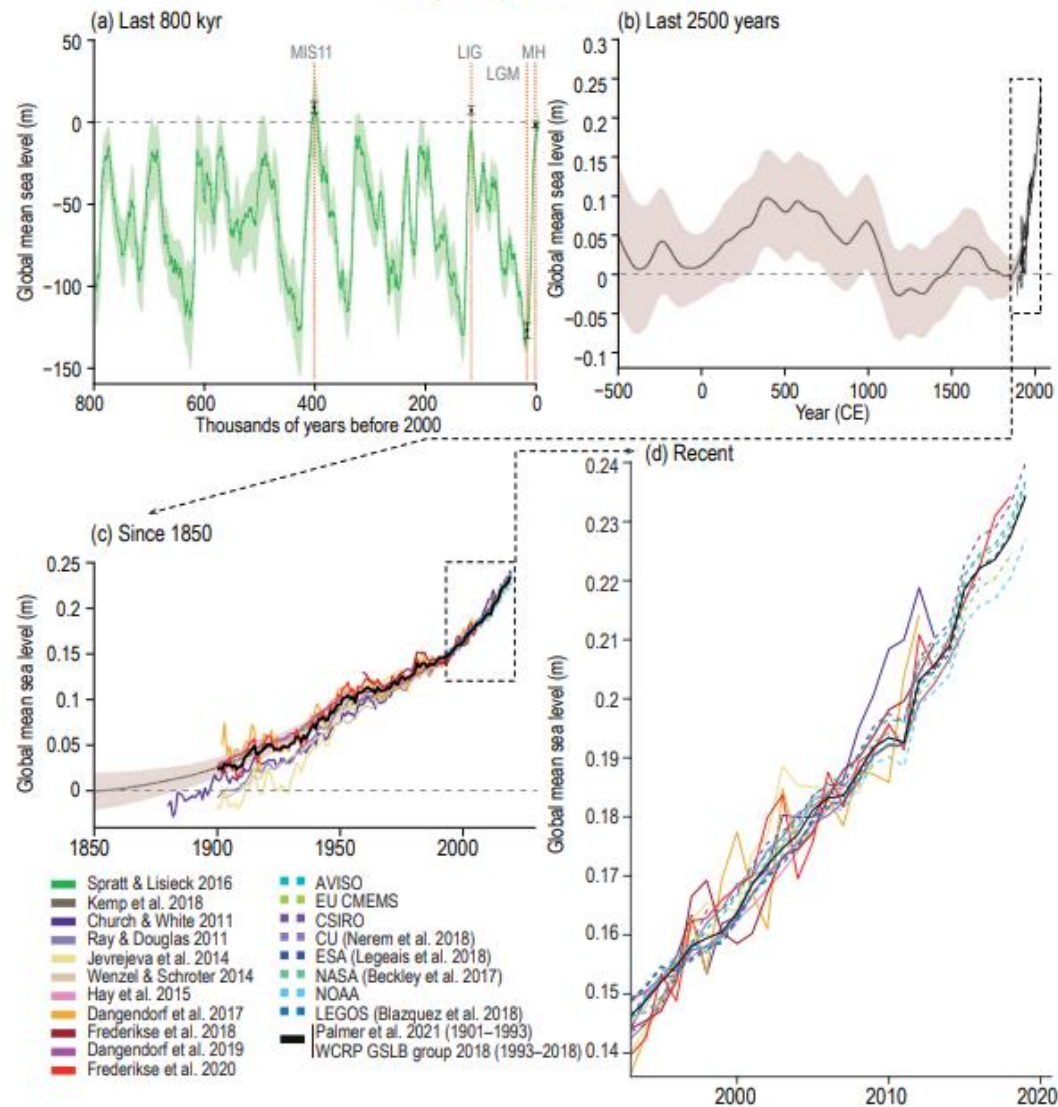 (a) Last 800 kyr
Global mean sea level (m)
50
0
−50
−100
−150
MIS11
LIG
LGM
MH
800
600
400
200
0
Thousands of years before 2000
(b) Last 2500 years
Global mean sea level (m)
0.3
0.25
0.2
0.15
0.1
0.05
0
−0.05
−0.1
−500
0
500
1000
1500
2000
Year (CE)
(c) Since 1850
Global mean sea level (m)
0.25
0.2
0.15
0.1
0.05
0
1850
1900
1950
2000
(d) Recent
Global mean sea level (m)
0.24
0.23
0.22
0.21
0.2
0.19
0.18
0.17
0.16
0.15
0.14
2000
2010
2020
Spratt & Lisieck 2016
Kemp et al. 2018
Church & White 2011
Ray & Douglas 2011
Jevrejeva et al. 2014
Wenzel & Schroter 2014
Hay et al. 2015
Dangendorf et al. 2017
Frederikse et al. 2018
Dangendorf et al. 2019
Frederikse et al. 2020
AVISO
EU CMEMS
CSIRO
CU (Nerem et al. 2018)
ESA (Legeais et al. 2018)
NASA (Beckley et al. 2017)
NOAA
LEGOS (Blazquez et al. 2018)
Palmer et al. 2021 (1901–1993)
WCRP GSLB group 2018 (1993–2018)